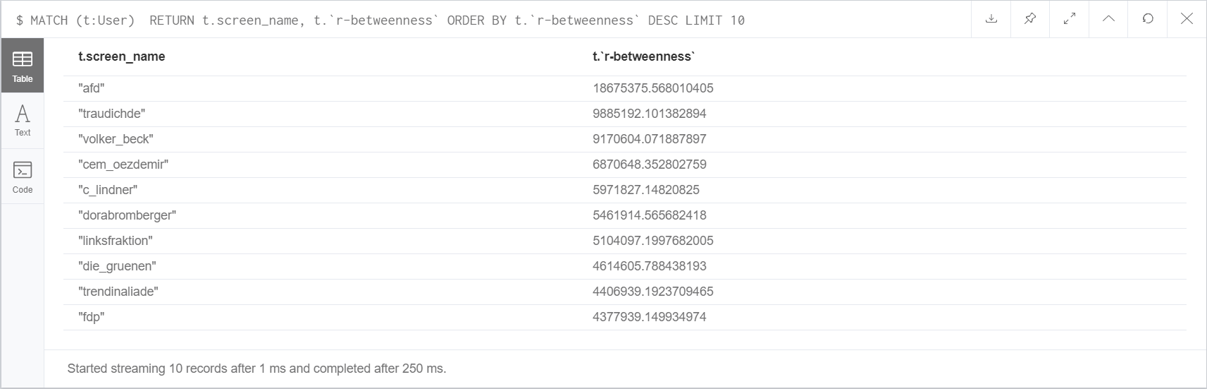 $ MATCH (t:User)  RETURN t.screen_name, t.`r-betweenness` ORDER BY t.`r-betweenness` DESC LIMIT 10
t.screen_name t.`r-betweenness`
"afd" 18675375.568010405
"traudichde" 9885192.101382894
"volker_beck" 9170604.071887897
"cem_oezdemir" 6870648.352802759
"c_lindner" 5971827.14820825
"dorabromberger" 5461914.565682418
"linksfraktion" 5104097.1997682005
"die_gruenen" 4614605.788438193
"trendinaliade" 4406939.1923709465
"fdp" 4377939.149934974
Table
A
Text
Code
Started streaming 10 records after 1 ms and completed after 250 ms.